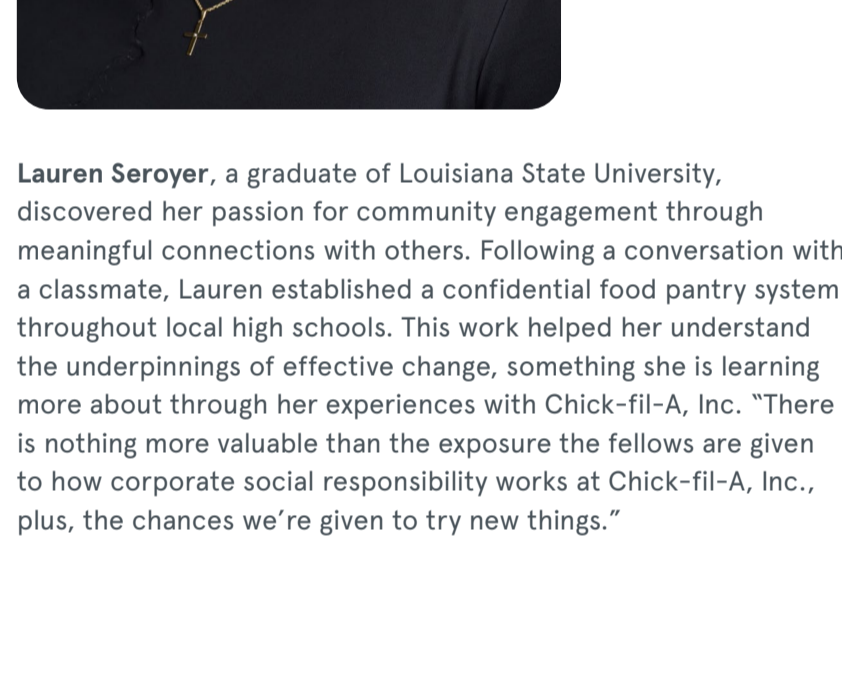 Lauren Seroyer, a graduate of Louisiana State University,
discovered her passion for community engagement through
meaningful connections with others. Following a conversation with
a classmate, Lauren established a confidential food pantry system
throughout local high schools. This work helped her understand
the underpinnings of effective change, something she is learning
more about through her experiences with Chick-fil-A, Inc. “There
is nothing more valuable than the exposure the fellows are given
to how corporate social responsibility works at Chick-fil-A, Inc.,
plus, the chances we’re given to try new things.”